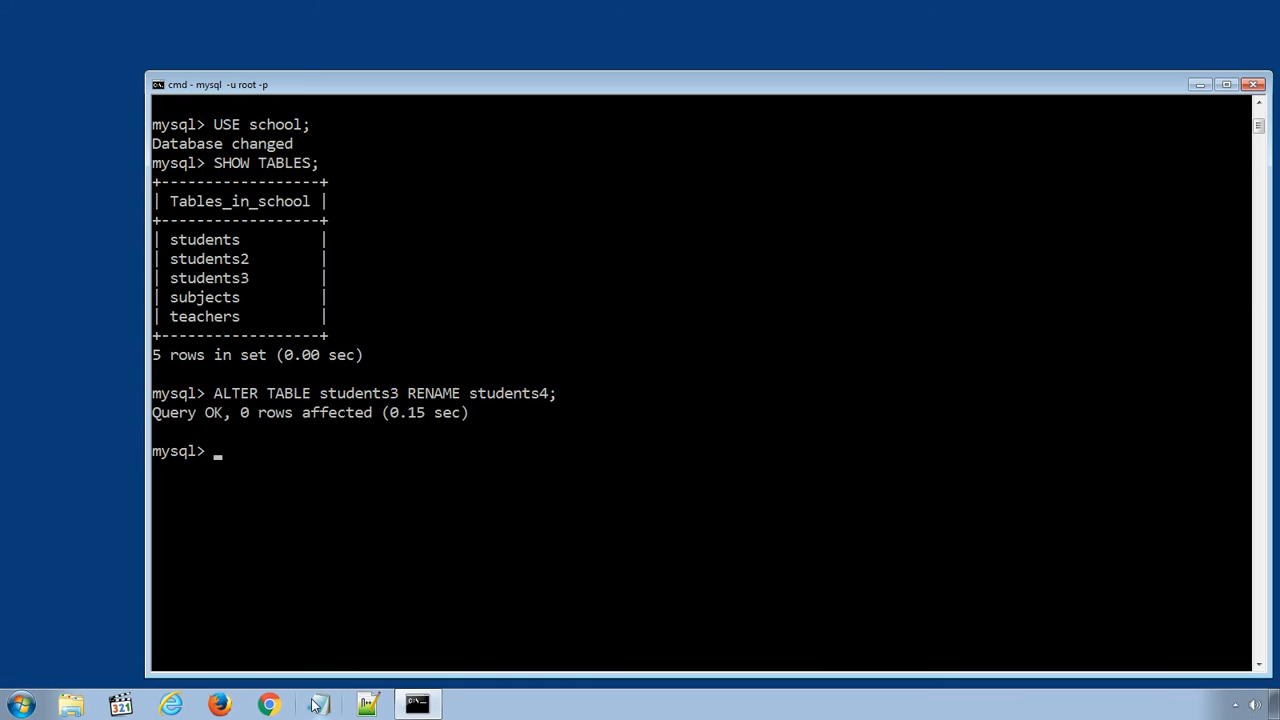 cmd - mysql  -u root -p
mysql> USE school;
Database changed
mysql> SHOW TABLES;
+------------------+
| Tables_in_school |
+------------------+
| students         |
| students2        |
| students3        |
| subjects         |
| teachers         |
+------------------+
5 rows in set (0.00 sec)
mysql> ALTER TABLE students3 RENAME students4;
Query OK, 0 rows affected (0.15 sec)
mysql> _
321